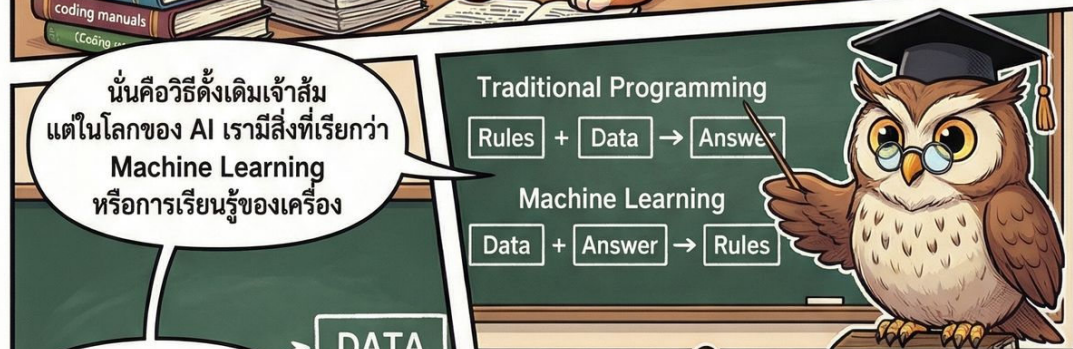 coding manuals
(Coding
นั่นคือวิธีดั้งเดิมเจ้าส้ม
แต่ในโลกของ AI เรามีสิ่งที่เรียกว่า
Machine Learning
หรือการเรียนรู้ของเครื่อง
Traditional Programming
Rules + Data → Answer
Machine Learning
Data + Answer → Rules
DATA